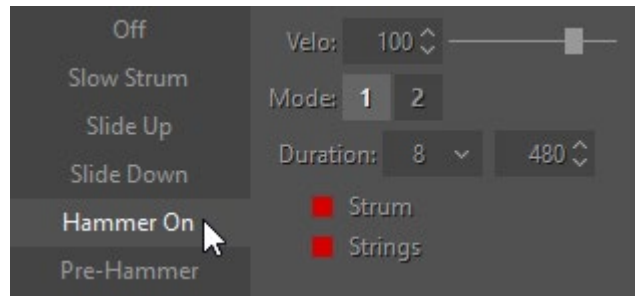 Off
Slow Strum
Slide Up
Slide Down
Hammer On
Pre-Hammer
Velo: 100
Mode: 1 2
Duration: 8 480
Strum
Strings